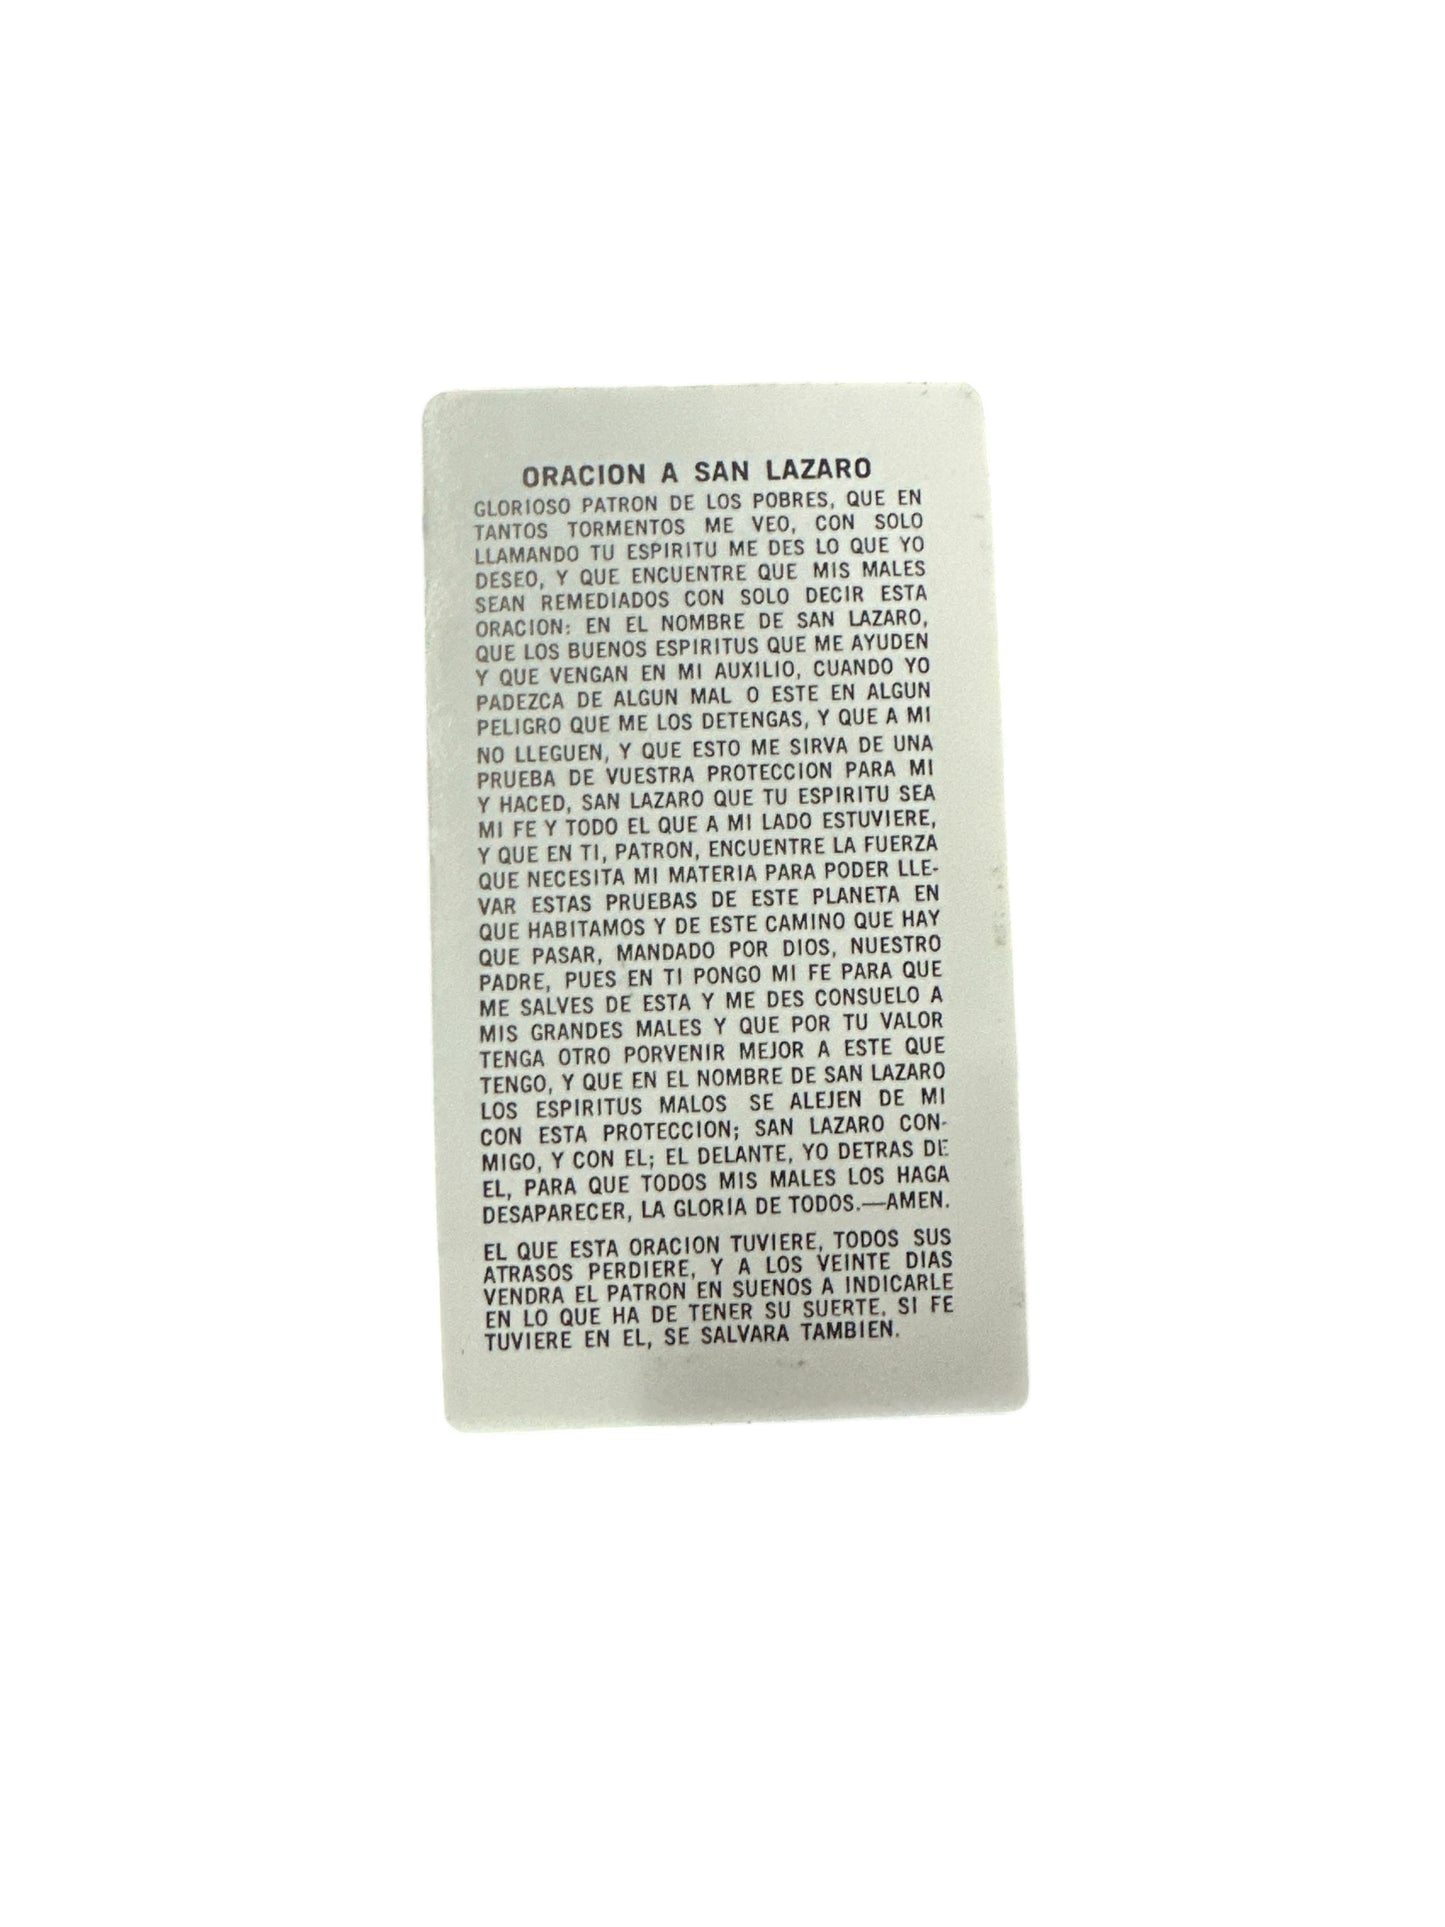 ORACION A SAN LAZARO
GLORIOSO PATRON DE LOS POBRES, QUE EN
TANTOS TORMENTOS ME VEO, CON SOLO
LLAMANDO TU ESPIRITU ME DES LO QUE YO
DESEO, Y QUE ENCUENTRE QUE MIS MALES
SEAN REMEDIADOS CON SOLO DECIR ESTA
ORACION: EN EL NOMBRE DE SAN LAZARO,
QUE LOS BUENOS ESPIRITUS QUE ME AYUDEN
Y QUE VENGAN EN MI AUXILIO, CUANDO YO
PADEZCA DE ALGUN MAL O ESTE EN ALGUN
PELIGRO QUE ME LOS DETENGAS, Y QUE A MI
NO LLEGUEN, Y QUE ESTO ME SIRVA DE UNA
PRUEBA DE VUESTRA PROTECCION PARA MI
Y HACED, SAN LAZARO QUE TU ESPIRITU SEA
MI FE Y TODO EL QUE A MI LADO ESTUVIERE,
Y QUE EN TI, PATRON, ENCUENTRE LA FUERZA
QUE NECESITA MI MATERIA PARA PODER LLE-
VAR ESTAS PRUEBAS DE ESTE PLANETA EN
QUE HABITAMOS Y DE ESTE CAMINO QUE HAY
QUE PASAR, MANDADO POR DIOS, NUESTRO
PADRE, PUES EN TI PONGO MI FE PARA QUE
ME SALVES DE ESTA Y ME DES CONSUELO A
MIS GRANDES MALES Y QUE POR TU VALOR
TENGA OTRO PORVENIR MEJOR A ESTE QUE
TENGO, Y QUE EN EL NOMBRE DE SAN LAZARO
LOS ESPIRITUS MALOS SE ALEJEN DE MI
CON ESTA PROTECCION; SAN LAZARO CON-
MIGO, Y CON EL; EL DELANTE, YO DETRAS DE
EL, PARA QUE TODOS MIS MALES LOS HAGA
DESAPARECER, LA GLORIA DE TODOS.—AMEN.
EL QUE ESTA ORACION TUVIERE, TODOS SUS
ATRASOS PERDIERE, Y A LOS VEINTE DIAS
VENDRA EL PATRON EN SUENOS A INDICARLE
EN LO QUE HA DE TENER SU SUERTE, SI FE
TUVIERE EN EL, SE SALVARA TAMBIEN.